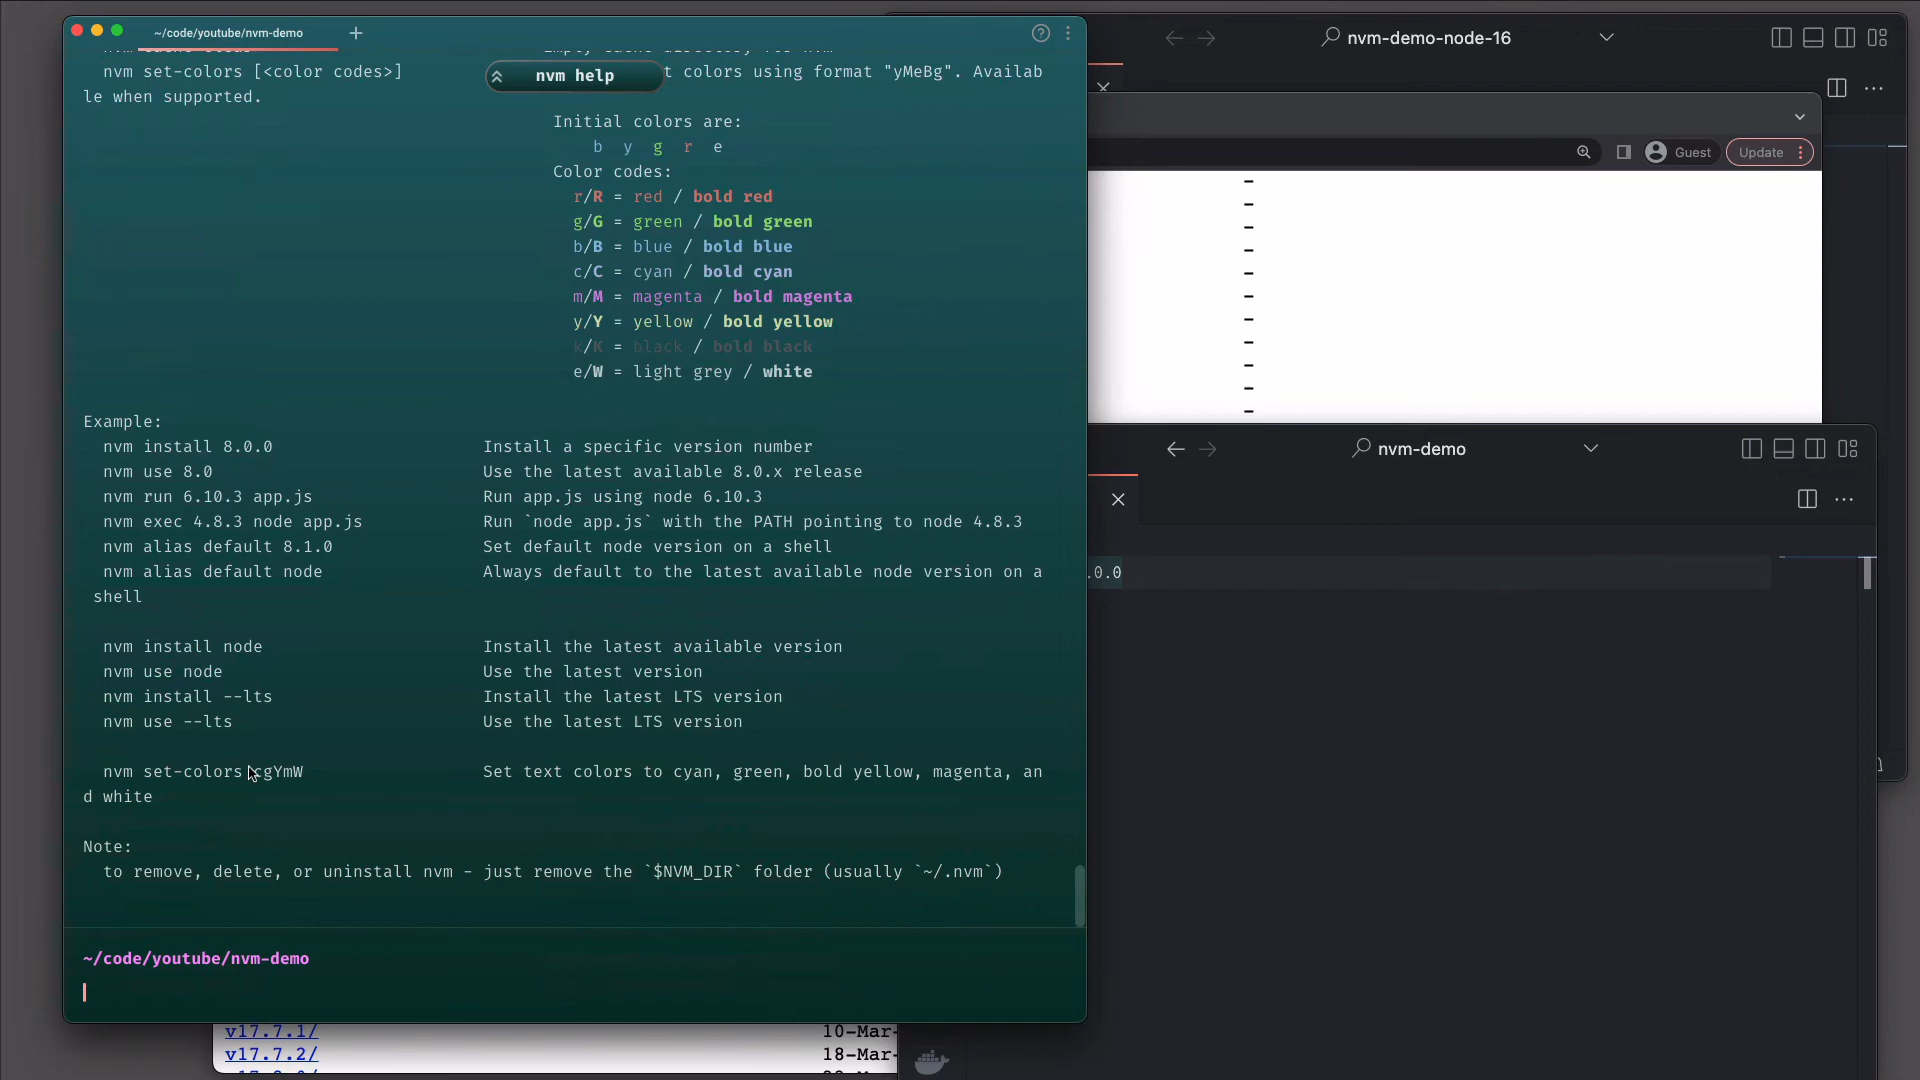 ~/code/youtube/nvm-demo
nvm set-colors [<color codes>] t colors using format "yMeBg". Availab
le when supported.
nvm help
Initial colors are:
b y g r e
Color codes:
r/R = red / bold red
g/G = green / bold green
b/B = blue / bold blue
c/C = cyan / bold cyan
m/M = magenta / bold magenta
y/Y = yellow / bold yellow
k/K = black / bold black
e/W = light grey / white
Example:
nvm install 8.0.0 Install a specific version number
nvm use 8.0 Use the latest available 8.0.x release
nvm run 6.10.3 app.js Run app.js using node 6.10.3
nvm exec 4.8.3 node app.js Run `node app.js` with the PATH pointing to node 4.8.3
nvm alias default 8.1.0 Set default node version on a shell
nvm alias default node Always default to the latest available node version on a
shell
nvm install node Install the latest available version
nvm use node Use the latest version
nvm install --lts Install the latest LTS version
nvm use --lts Use the latest LTS version
nvm set-colors cgYmW Set text colors to cyan, green, bold yellow, magenta, an
d white
Note:
to remove, delete, or uninstall nvm - just remove the `$NVM_DIR` folder (usually `~/.nvm`)
~/code/youtube/nvm-demo
nvm-demo-node-16
Guest
Update
-
-
-
-
-
-
-
-
-
-
-
nvm-demo
.0.0
v17.7.1/ 10-Mar-
v17.7.2/ 18-Mar-